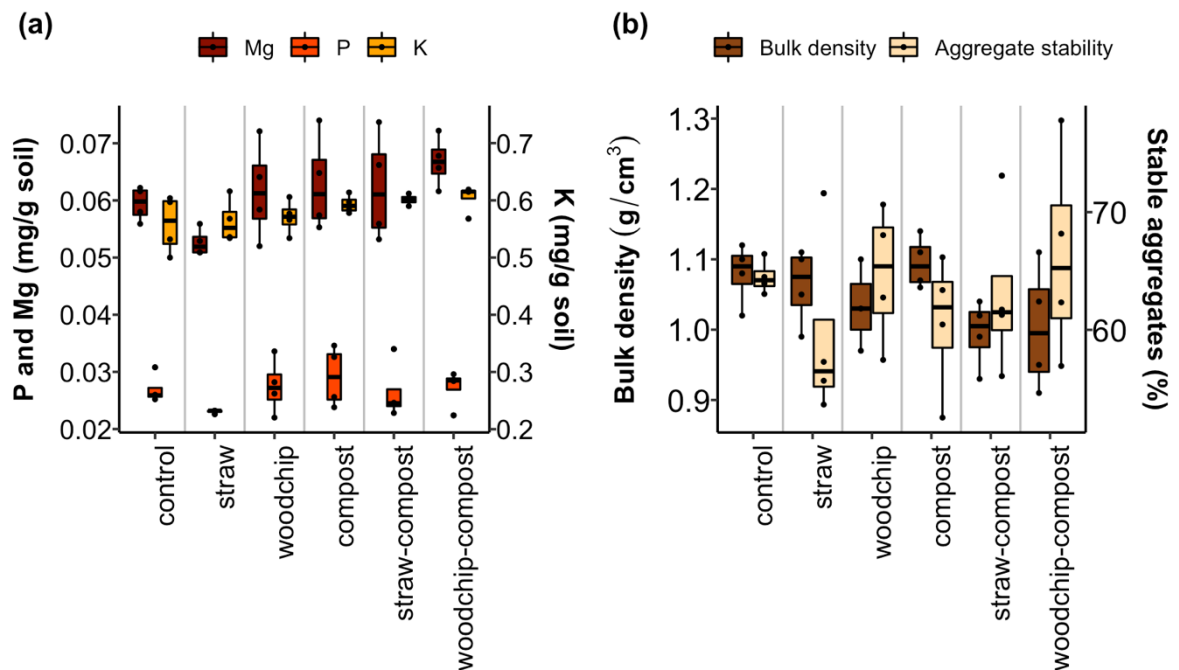 (a)
Mg P K
P and Mg (mg/g soil)
0.07
0.06
0.05
0.04
0.03
0.02
0.7
0.6
0.5
0.4
0.3
0.2
K (mg/g soil)
control
straw
woodchip
compost
straw-compost
woodchip-compost
(b)
Bulk density Aggregate stability
Bulk density (g/cm³)
1.3
1.2
1.1
1.0
0.9
70
60
Stable aggregates (%)
control
straw
woodchip
compost
straw-compost
woodchip-compost